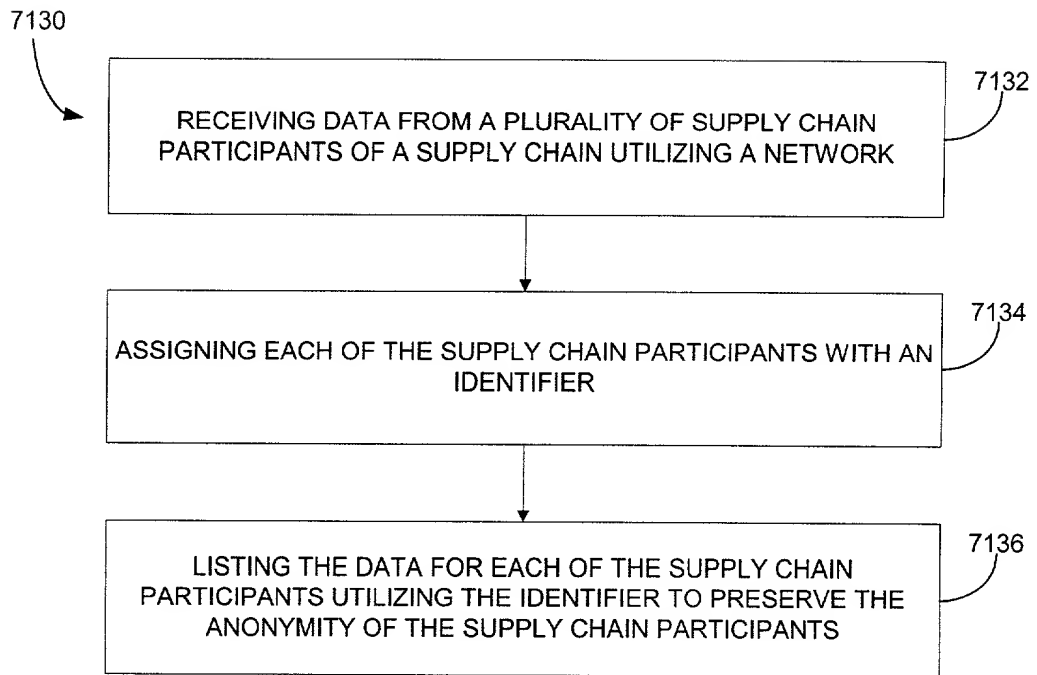 7130
7132
RECEIVING DATA FROM A PLURALITY OF SUPPLY CHAIN
PARTICIPANTS OF A SUPPLY CHAIN UTILIZING A NETWORK
7134
ASSIGNING EACH OF THE SUPPLY CHAIN PARTICIPANTS WITH AN
IDENTIFIER
7136
LISTING THE DATA FOR EACH OF THE SUPPLY CHAIN
PARTICIPANTS UTILIZING THE IDENTIFIER TO PRESERVE THE
ANONYMITY OF THE SUPPLY CHAIN PARTICIPANTS